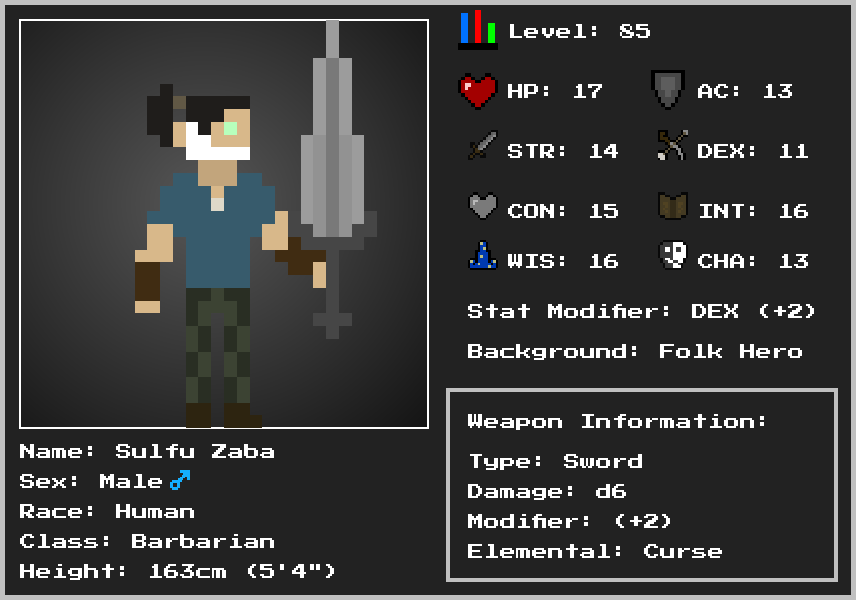 Level: 85
HP: 17
AC: 13
STR: 14
DEX: 11
CON: 15
INT: 16
WIS: 16
CHA: 13
Stat Modifier: DEX (+2)
Background: Folk Hero
Weapon Information:
Type: Sword
Damage: d6
Modifier: (+2)
Elemental: Curse
Name: Sulfu Zaba
Sex: Male♂
Race: Human
Class: Barbarian
Height: 163cm (5'4")